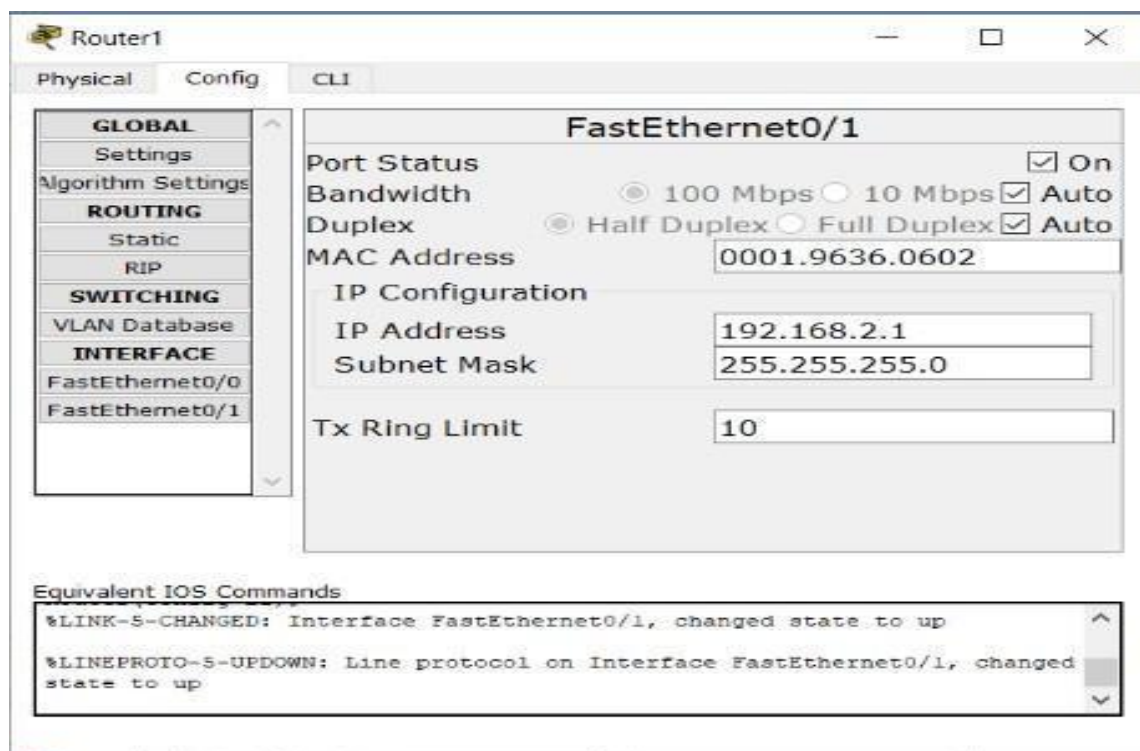 Router1
Physical Config CLI
GLOBAL
Settings
Algorithm Settings
ROUTING
Static
RIP
SWITCHING
VLAN Database
INTERFACE
FastEthernet0/0
FastEthernet0/1
FastEthernet0/1
Port Status On
Bandwidth 100 Mbps 10 Mbps Auto
Duplex Half Duplex Full Duplex Auto
MAC Address 0001.9636.0602
IP Configuration
IP Address 192.168.2.1
Subnet Mask 255.255.255.0
Tx Ring Limit 10
Equivalent IOS Commands
%LINK-5-CHANGED: Interface FastEthernet0/1, changed state to up
%LINEPROTO-5-UPDOWN: Line protocol on Interface FastEthernet0/1, changed
state to up